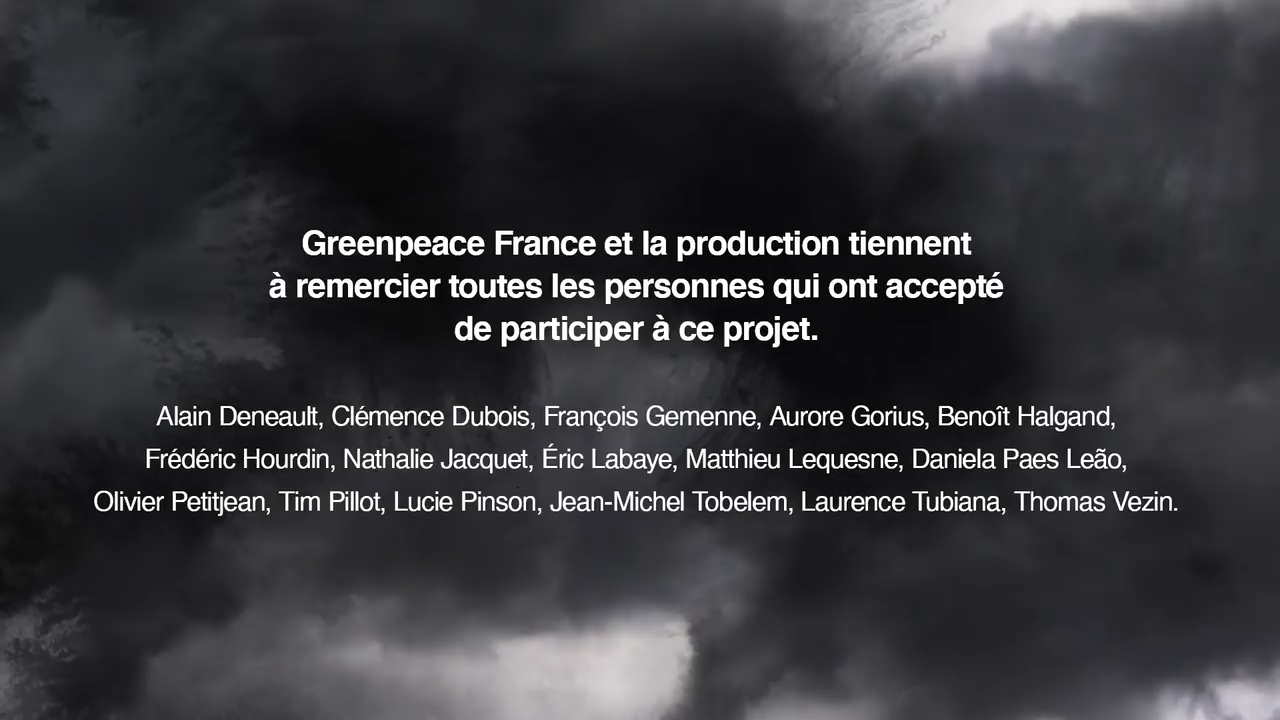 Greenpeace France et la production tiennent
à remercier toutes les personnes qui ont accepté
de participer à ce projet.
Alain Deneault, Clémence Dubois, François Gemenne, Aurore Gorius, Benoît Halgand,
Frédéric Hourdin, Nathalie Jacquet, Éric Labaye, Matthieu Lequesne, Daniela Paes Leão,
Olivier Petitjean, Tim Pillot, Lucie Pinson, Jean-Michel Tobelem, Laurence Tubiana, Thomas Vezin.